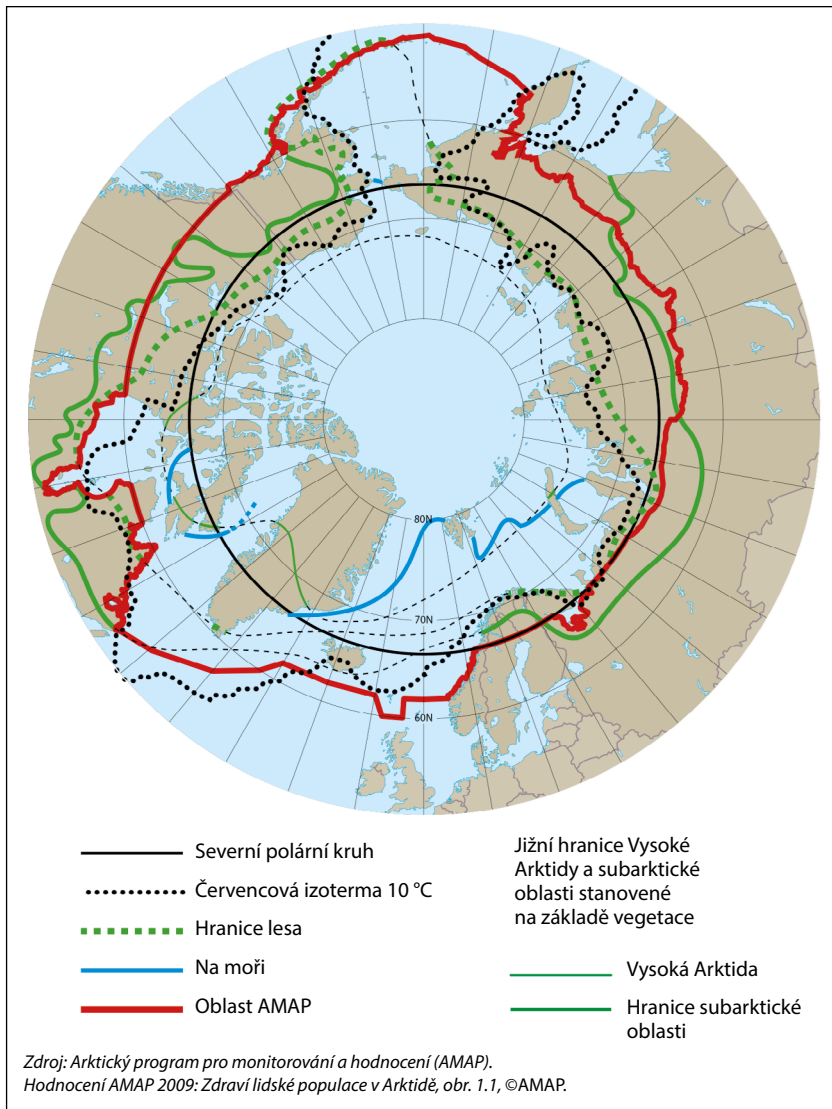 80N
70N
60N
Severní polární kruh
Červencová izoterma 10 °C
Hranice lesa
Na moři
Oblast AMAP
Jižní hranice Vysoké
Arktidy a subarktické
oblasti stanovené
na základě vegetace
Vysoká Arktida
Hranice subarktické
oblasti
Zdroj: Arktický program pro monitorování a hodnocení (AMAP).
Hodnocení AMAP 2009: Zdraví lidské populace v Arktidě, obr. 1.1, ©AMAP.